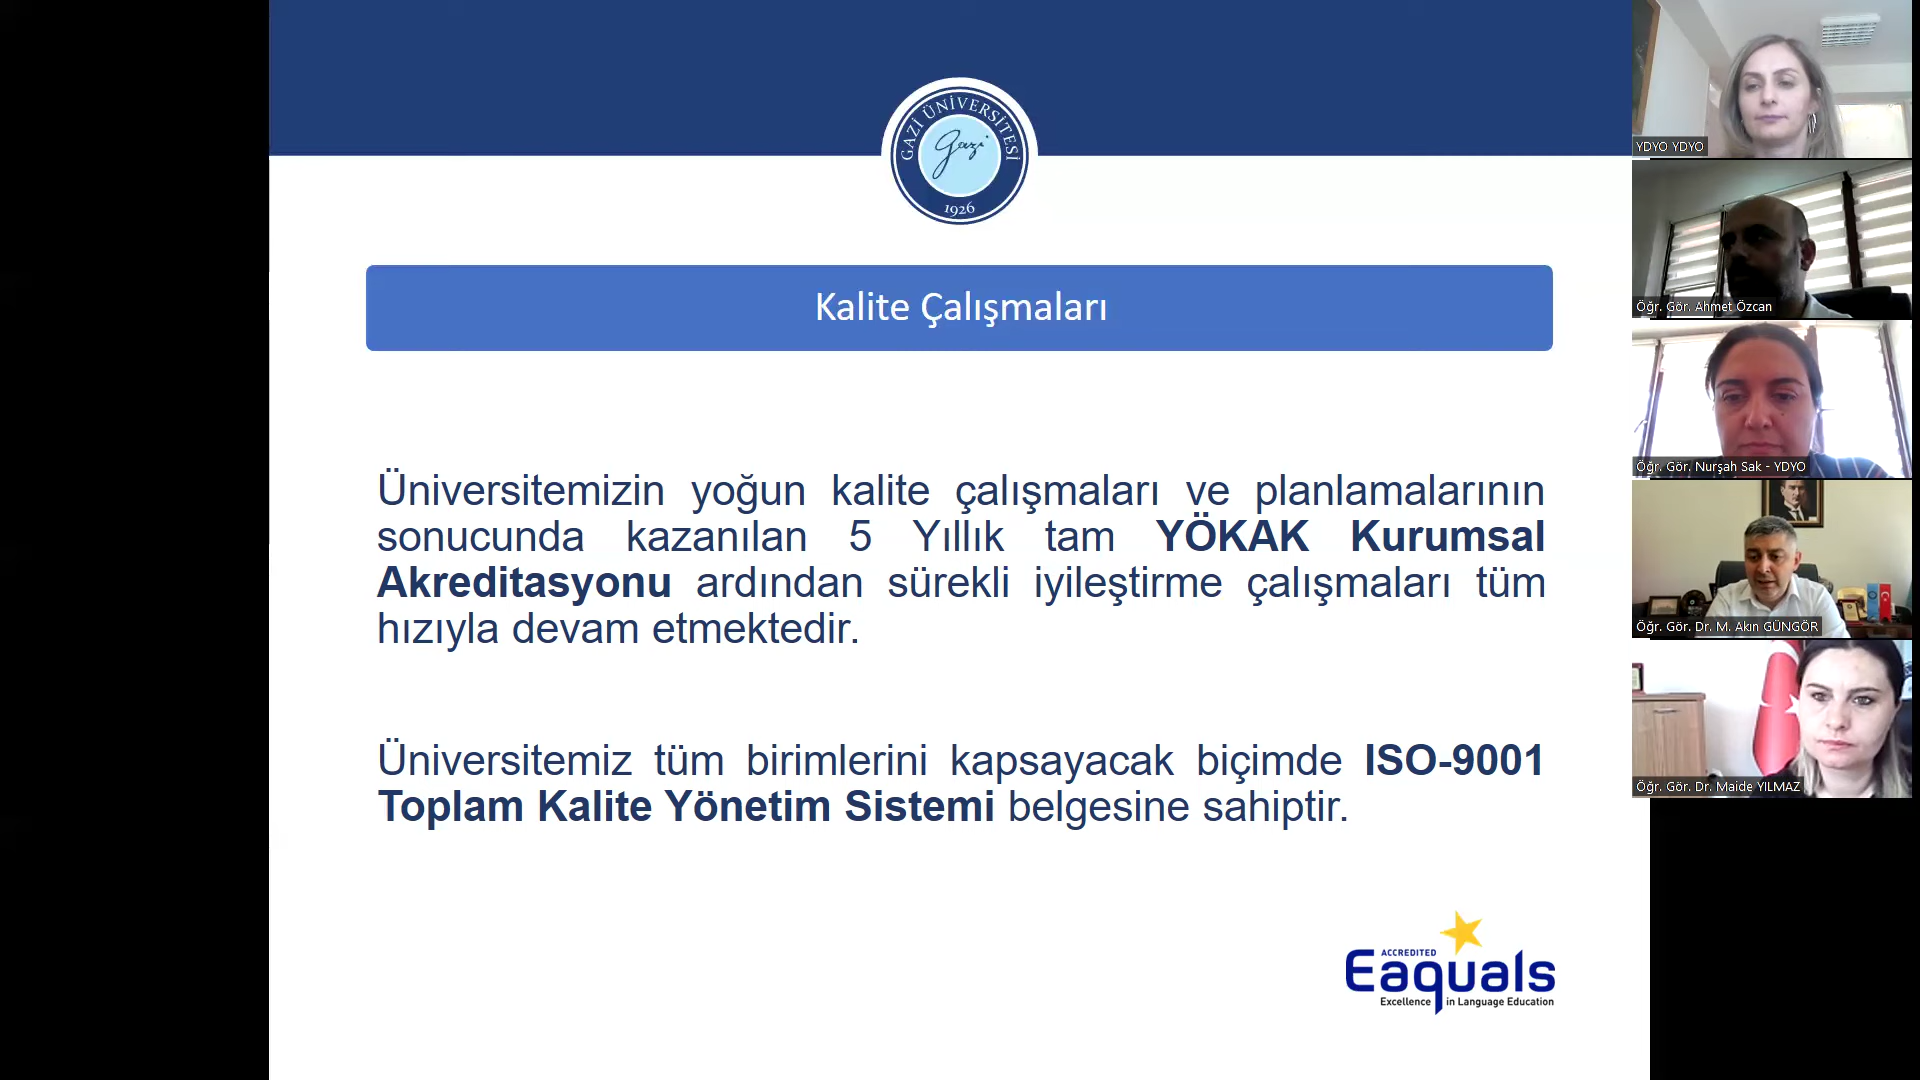 GAZİ ÜNİVERSİTESİ
Gazi
1926
Kalite Çalışmaları
Üniversitemizin yoğun kalite çalışmaları ve planlamalarının
sonucunda kazanılan 5 Yıllık tam YÖKAK Kurumsal
Akreditasyonu ardından sürekli iyileştirme çalışmaları tüm
hızıyla devam etmektedir.
Üniversitemiz tüm birimlerini kapsayacak biçimde ISO-9001
Toplam Kalite Yönetim Sistemi belgesine sahiptir.
ACCREDITED
Eaquals
Excellence in Language Education
YDYO YDYO
Öğr. Gör. Ahmet Özcan
Öğr. Gör. Nurşah Sak - YDYO
Öğr. Gör. Dr. M. Akın GÜNGÖR
Öğr. Gör. Dr. Maide YILMAZ